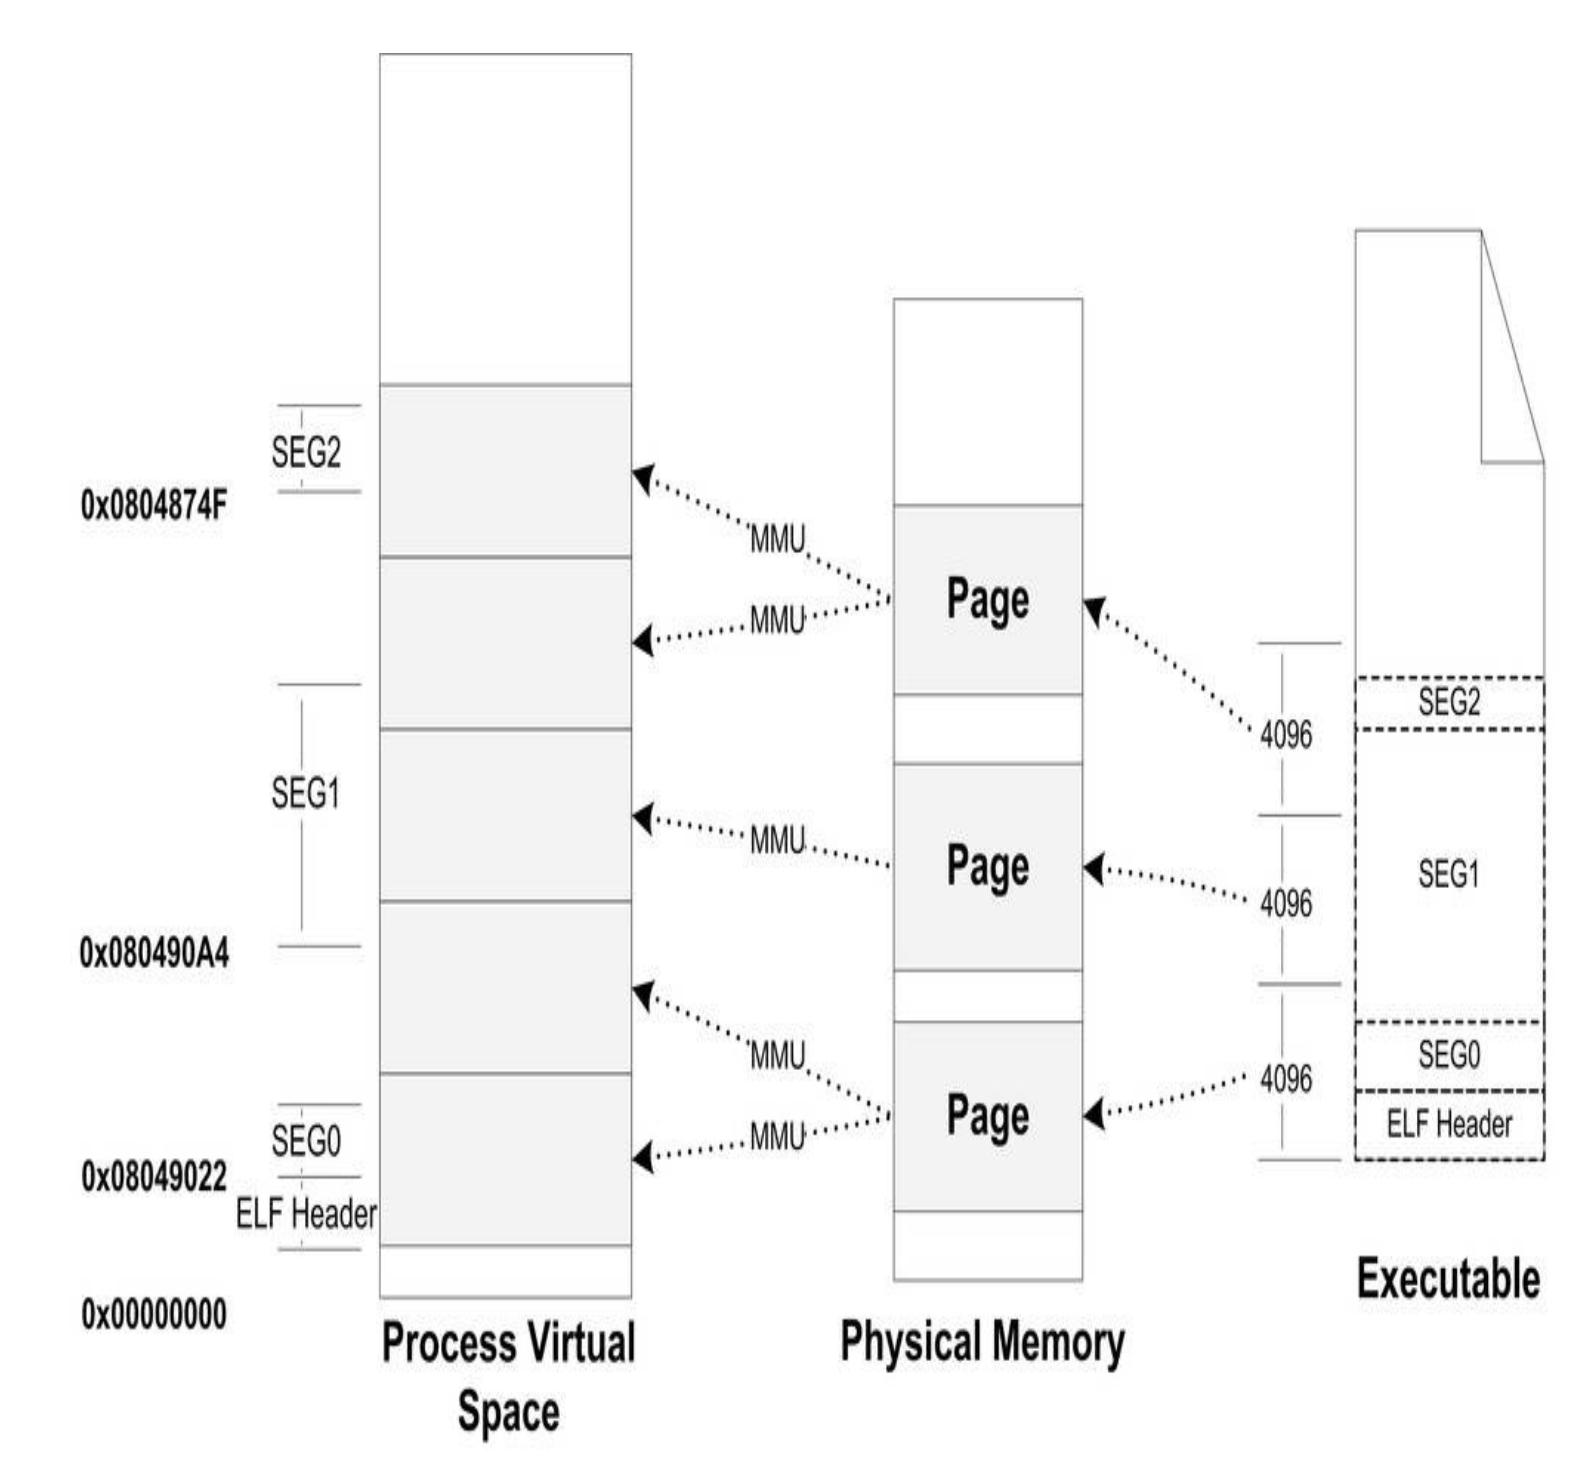 SEG2
0x0804874F
SEG1
0x080490A4
SEG0
0x08049022
ELF Header
0x00000000
Process Virtual
Space
MMU
MMU
MMU
MMU
MMU
Page
Page
Page
Physical Memory
4096
4096
4096
SEG2
SEG1
SEG0
ELF Header
Executable